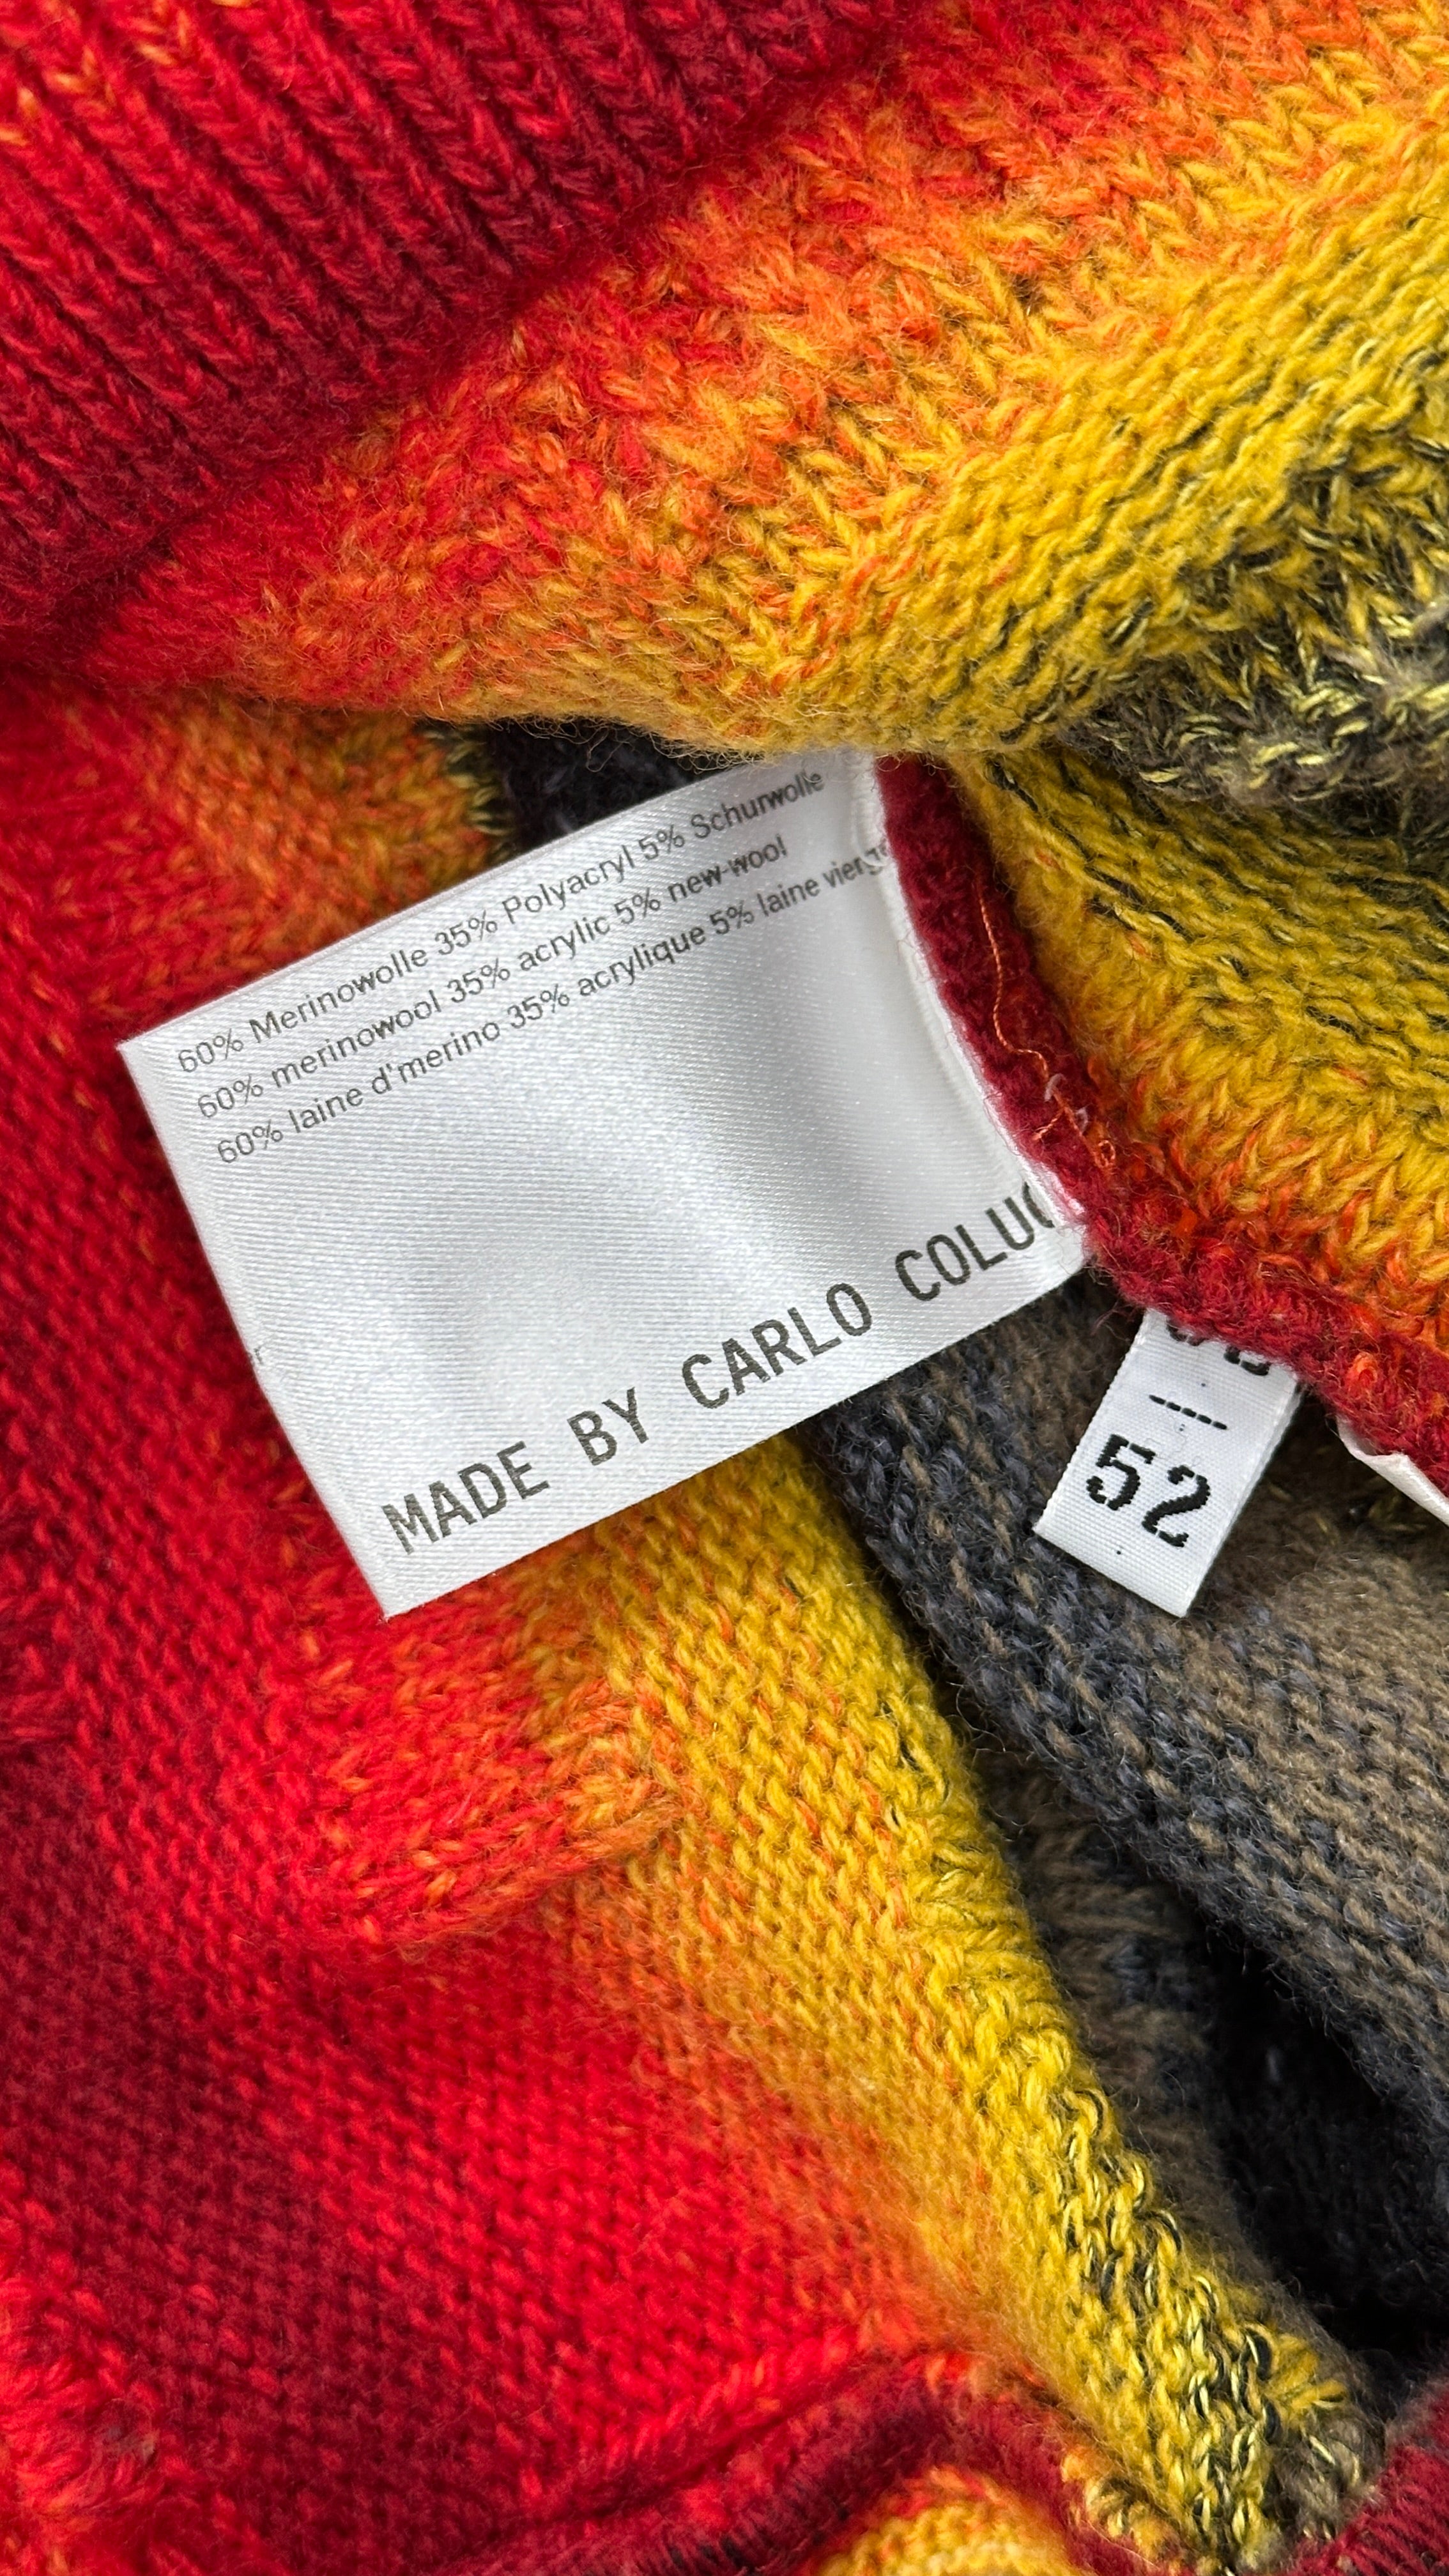 60% Merinowolle 35% Polyacryl 5% Schurwolle
60% merinowool 35% acrylic 5% new-wool
60% laine d'merino 35% acrylique 5% laine vierge
MADE BY CARLO COLUC
52